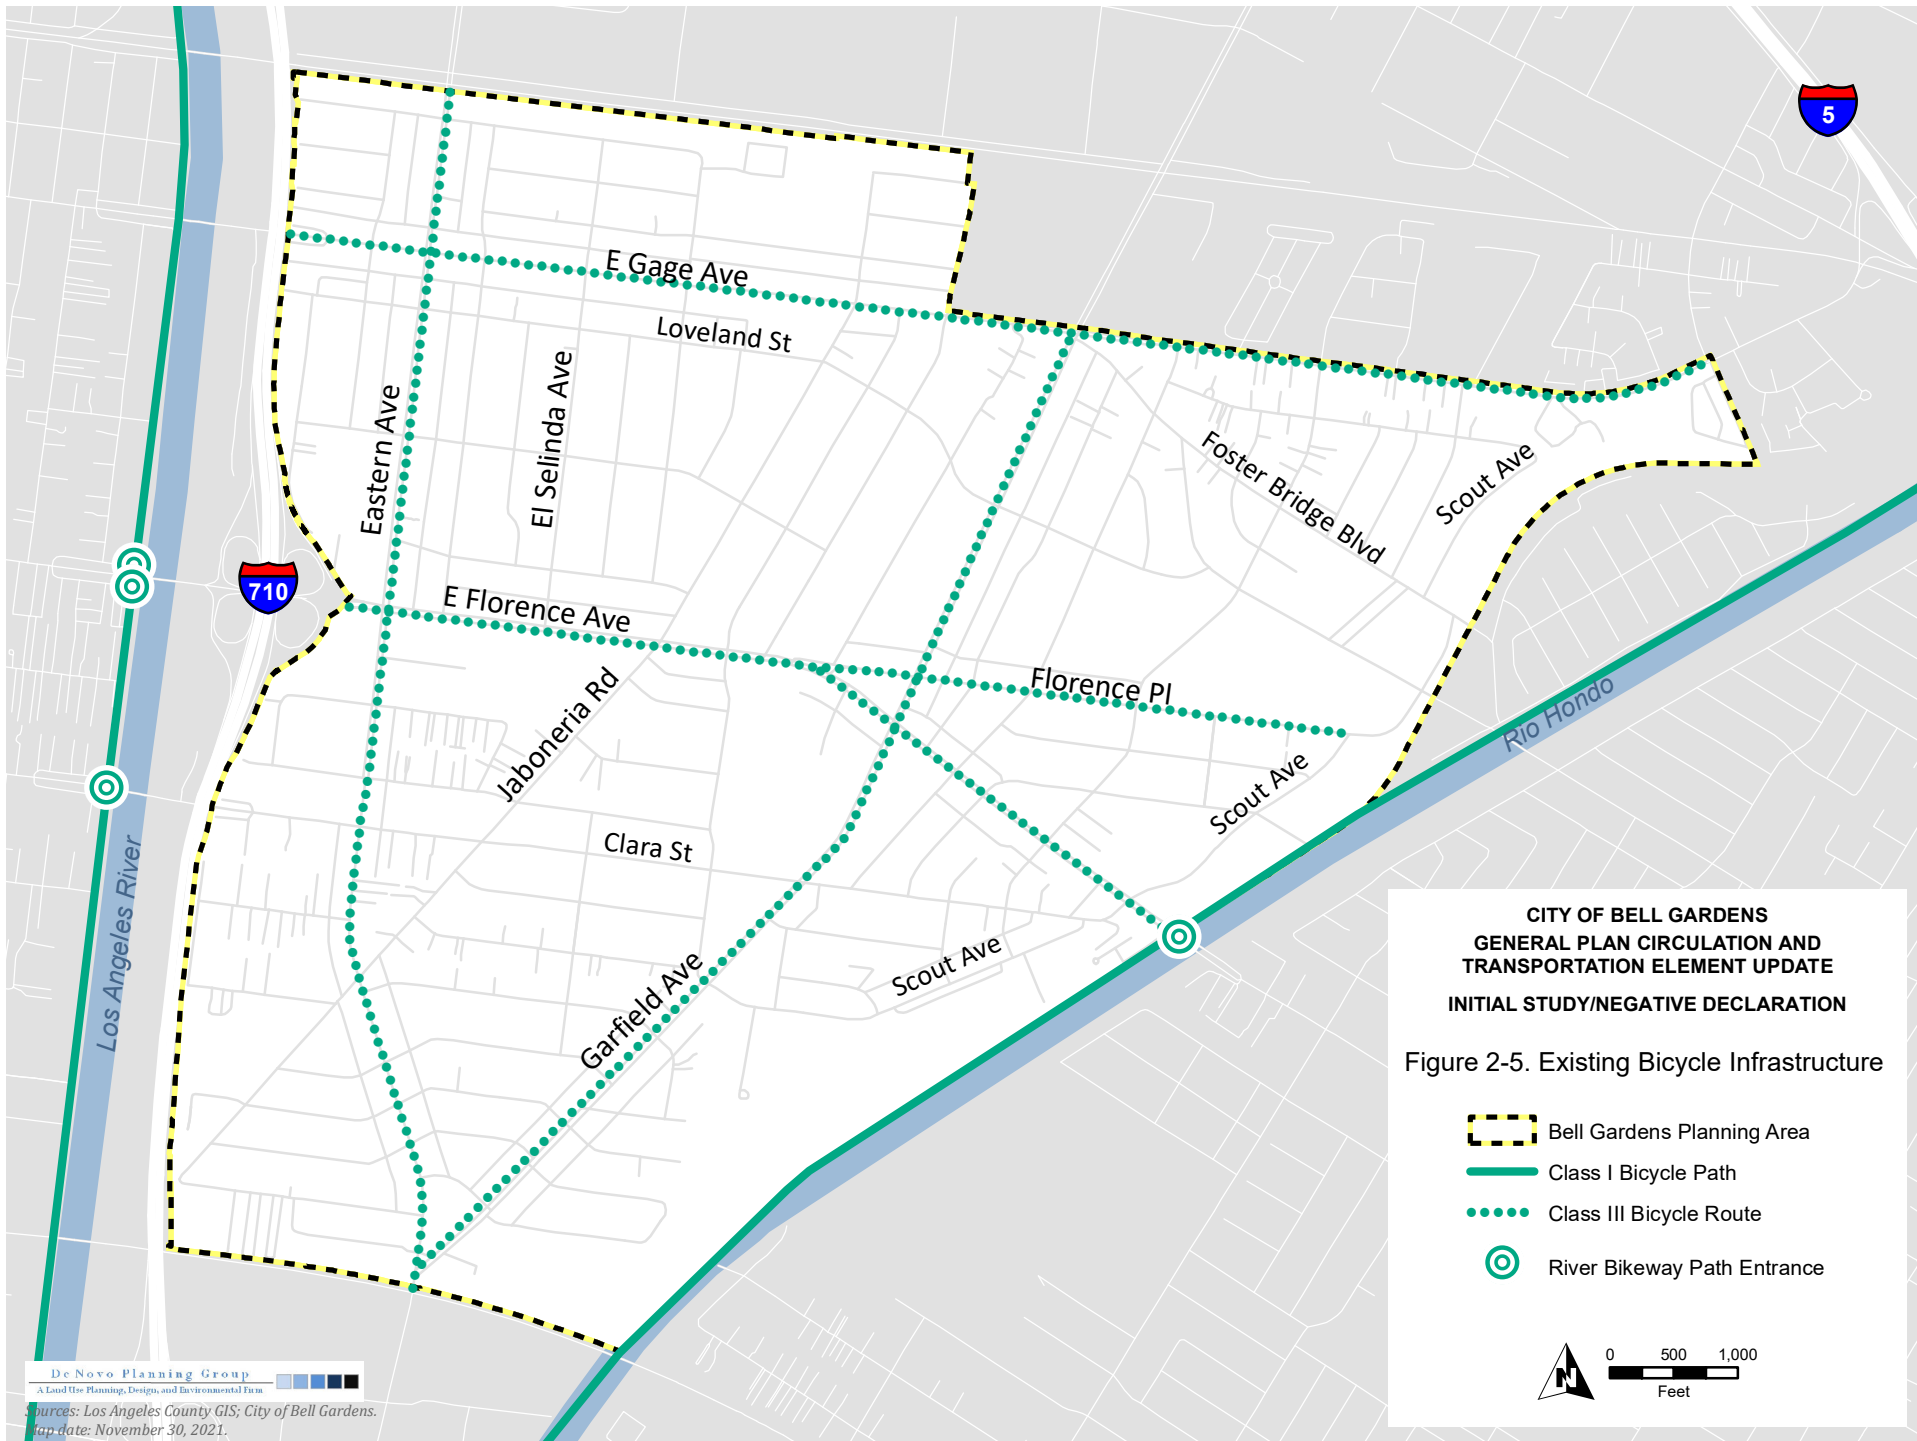 5
E Gage Ave
Loveland St
Eastern Ave
El Selinda Ave
Foster Bridge Blvd
Scout Ave
710
E Florence Ave
Florence Pl
Jaboneria Rd
Rio Hondo
Scout Ave
Clara St
Los Angeles River
Scout Ave
Garfield Ave
CITY OF BELL GARDENS
GENERAL PLAN CIRCULATION AND
TRANSPORTATION ELEMENT UPDATE
INITIAL STUDY/NEGATIVE DECLARATION
Figure 2-5. Existing Bicycle Infrastructure
Bell Gardens Planning Area
Class I Bicycle Path
Class III Bicycle Route
River Bikeway Path Entrance
N
0 500 1,000
Feet
De Novo Planning Group
A Land Use Planning, Design, and Environmental Firm
Sources: Los Angeles County GIS; City of Bell Gardens.
Map date: November 30, 2021.